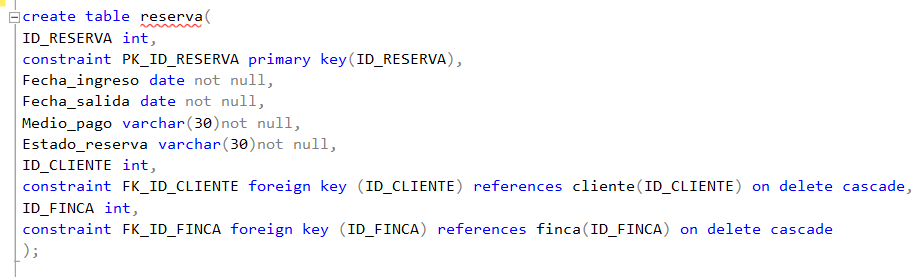 create table reserva(
ID_RESERVA int,
constraint PK_ID_RESERVA primary key(ID_RESERVA),
Fecha_ingreso date not null,
Fecha_salida date not null,
Medio_pago varchar(30)not null,
Estado_reserva varchar(30)not null,
ID_CLIENTE int,
constraint FK_ID_CLIENTE foreign key (ID_CLIENTE) references cliente(ID_CLIENTE) on delete cascade,
ID_FINCA int,
constraint FK_ID_FINCA foreign key (ID_FINCA) references finca(ID_FINCA) on delete cascade
);